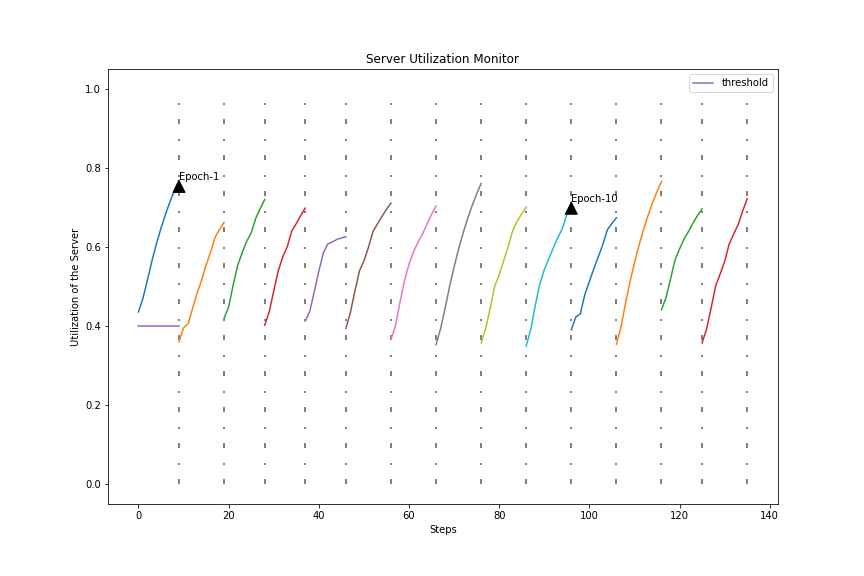 Server Utilization Monitor
threshold
1.0
0.8
0.6
0.4
0.2
0.0
Utilization of the Server
Epoch-1
Epoch-10
0 20 40 60 80 100 120 140
Steps